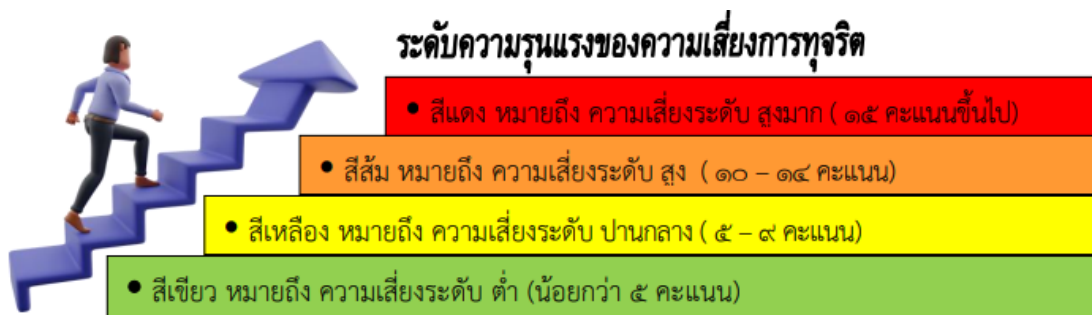 ระดับความรุนแรงของความเสี่ยงการทุจริต
• สีแดง หมายถึง ความเสี่ยงระดับ สูงมาก ( ๑๕ คะแนนขึ้นไป)
• สีส้ม หมายถึง ความเสี่ยงระดับ สูง ( ๑๐ – ๑๔ คะแนน)
• สีเหลือง หมายถึง ความเสี่ยงระดับ ปานกลาง ( ๕ – ๙ คะแนน)
• สีเขียว หมายถึง ความเสี่ยงระดับ ต่ำ (น้อยกว่า ๕ คะแนน)